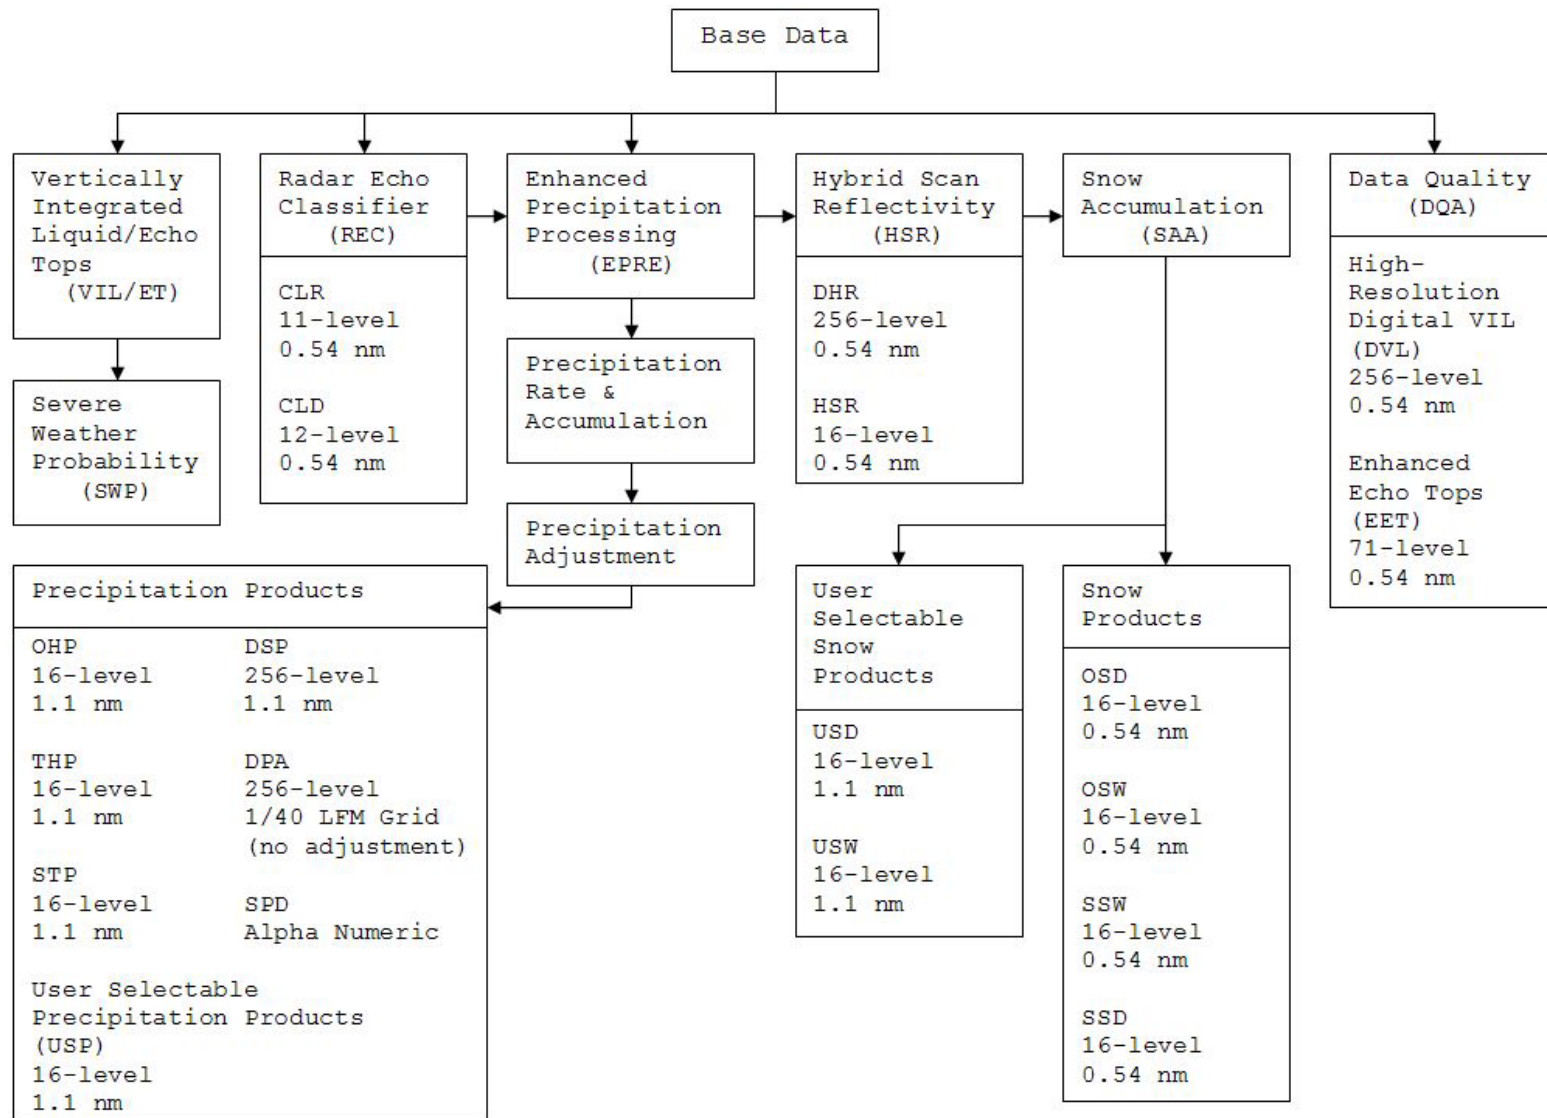 Base Data
Vertically
Integrated
Liquid/Echo
Tops
(VIL/ET)
Severe
Weather
Probability
(SWP)
Radar Echo
Classifier
(REC)
CLR
11-level
0.54 nm
CLD
12-level
0.54 nm
Enhanced
Precipitation
Processing
(EPRE)
Precipitation
Rate &
Accumulation
Precipitation
Adjustment
Hybrid Scan
Reflectivity
(HSR)
DHR
256-level
0.54 nm
HSR
16-level
0.54 nm
Snow
Accumulation
(SAA)
Data Quality
(DQA)
High-
Resolution
Digital VIL
(DVL)
256-level
0.54 nm
Enhanced
Echo Tops
(EET)
71-level
0.54 nm
Precipitation Products
OHP
16-level
1.1 nm
THP
16-level
1.1 nm
STP
16-level
1.1 nm
DSP
256-level
1.1 nm
DPA
256-level
1/40 LFM Grid
(no adjustment)
SPD
Alpha Numeric
User Selectable
Precipitation Products
(USP)
16-level
1.1 nm
User
Selectable
Snow
Products
USD
16-level
1.1 nm
USW
16-level
1.1 nm
Snow
Products
OSD
16-level
0.54 nm
OSW
16-level
0.54 nm
SSW
16-level
0.54 nm
SSD
16-level
0.54 nm